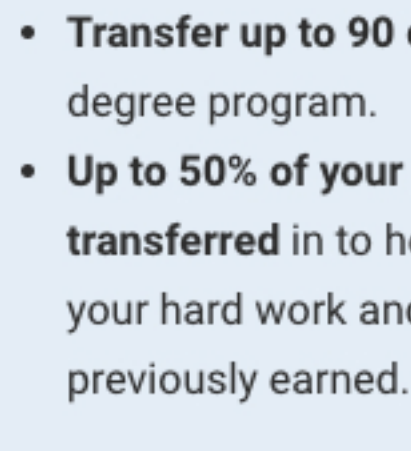 • Transfer up to 90
degree program.
• Up to 50% of your
transferred in to
your hard work
previously earned.